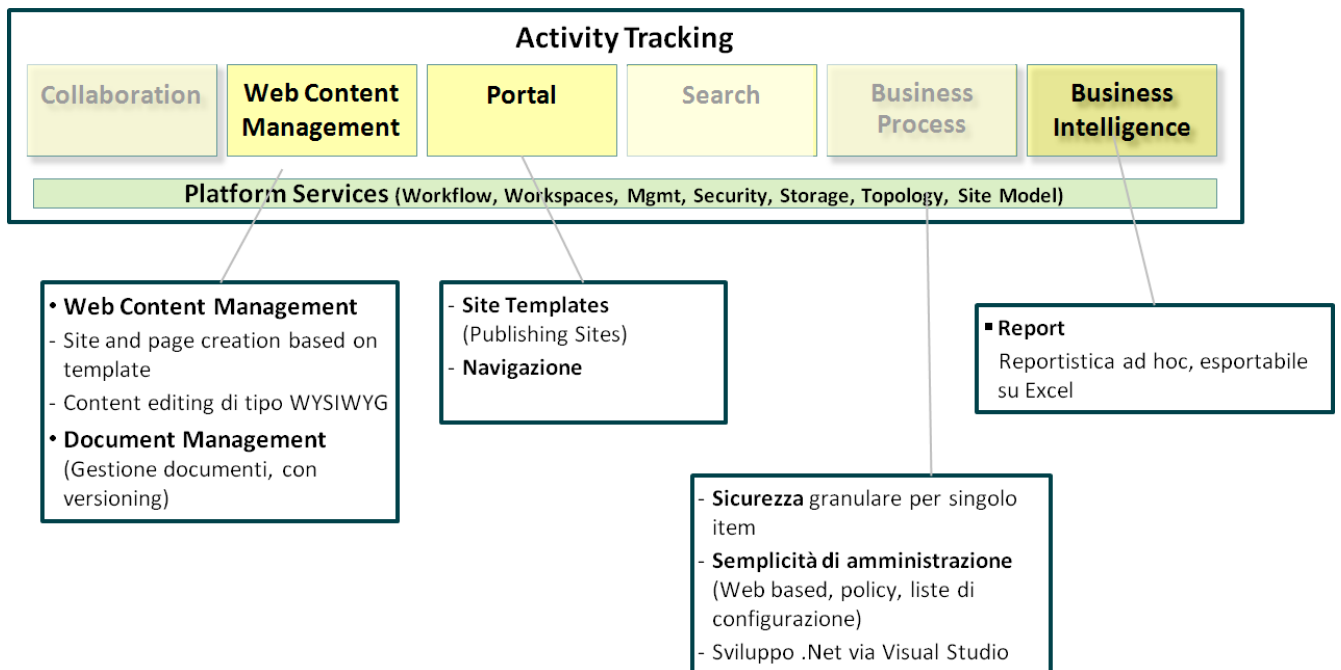 Activity Tracking
Collaboration
Web Content
Management
Portal
Search
Business
Process
Business
Intelligence
Platform Services (Workflow, Workspaces, Mgmt, Security, Storage, Topology, Site Model)
• Web Content Management
- Site and page creation based on
template
- Content editing di tipo WYSIWYG
• Document Management
(Gestione documenti, con
versioning)
- Site Templates
(Publishing Sites)
- Navigazione
▪ Report
Reportistica ad hoc, esportabile
su Excel
- Sicurezza granulare per singolo
item
- Semplicità di amministrazione
(Web based, policy, liste di
configurazione)
- Sviluppo .Net via Visual Studio